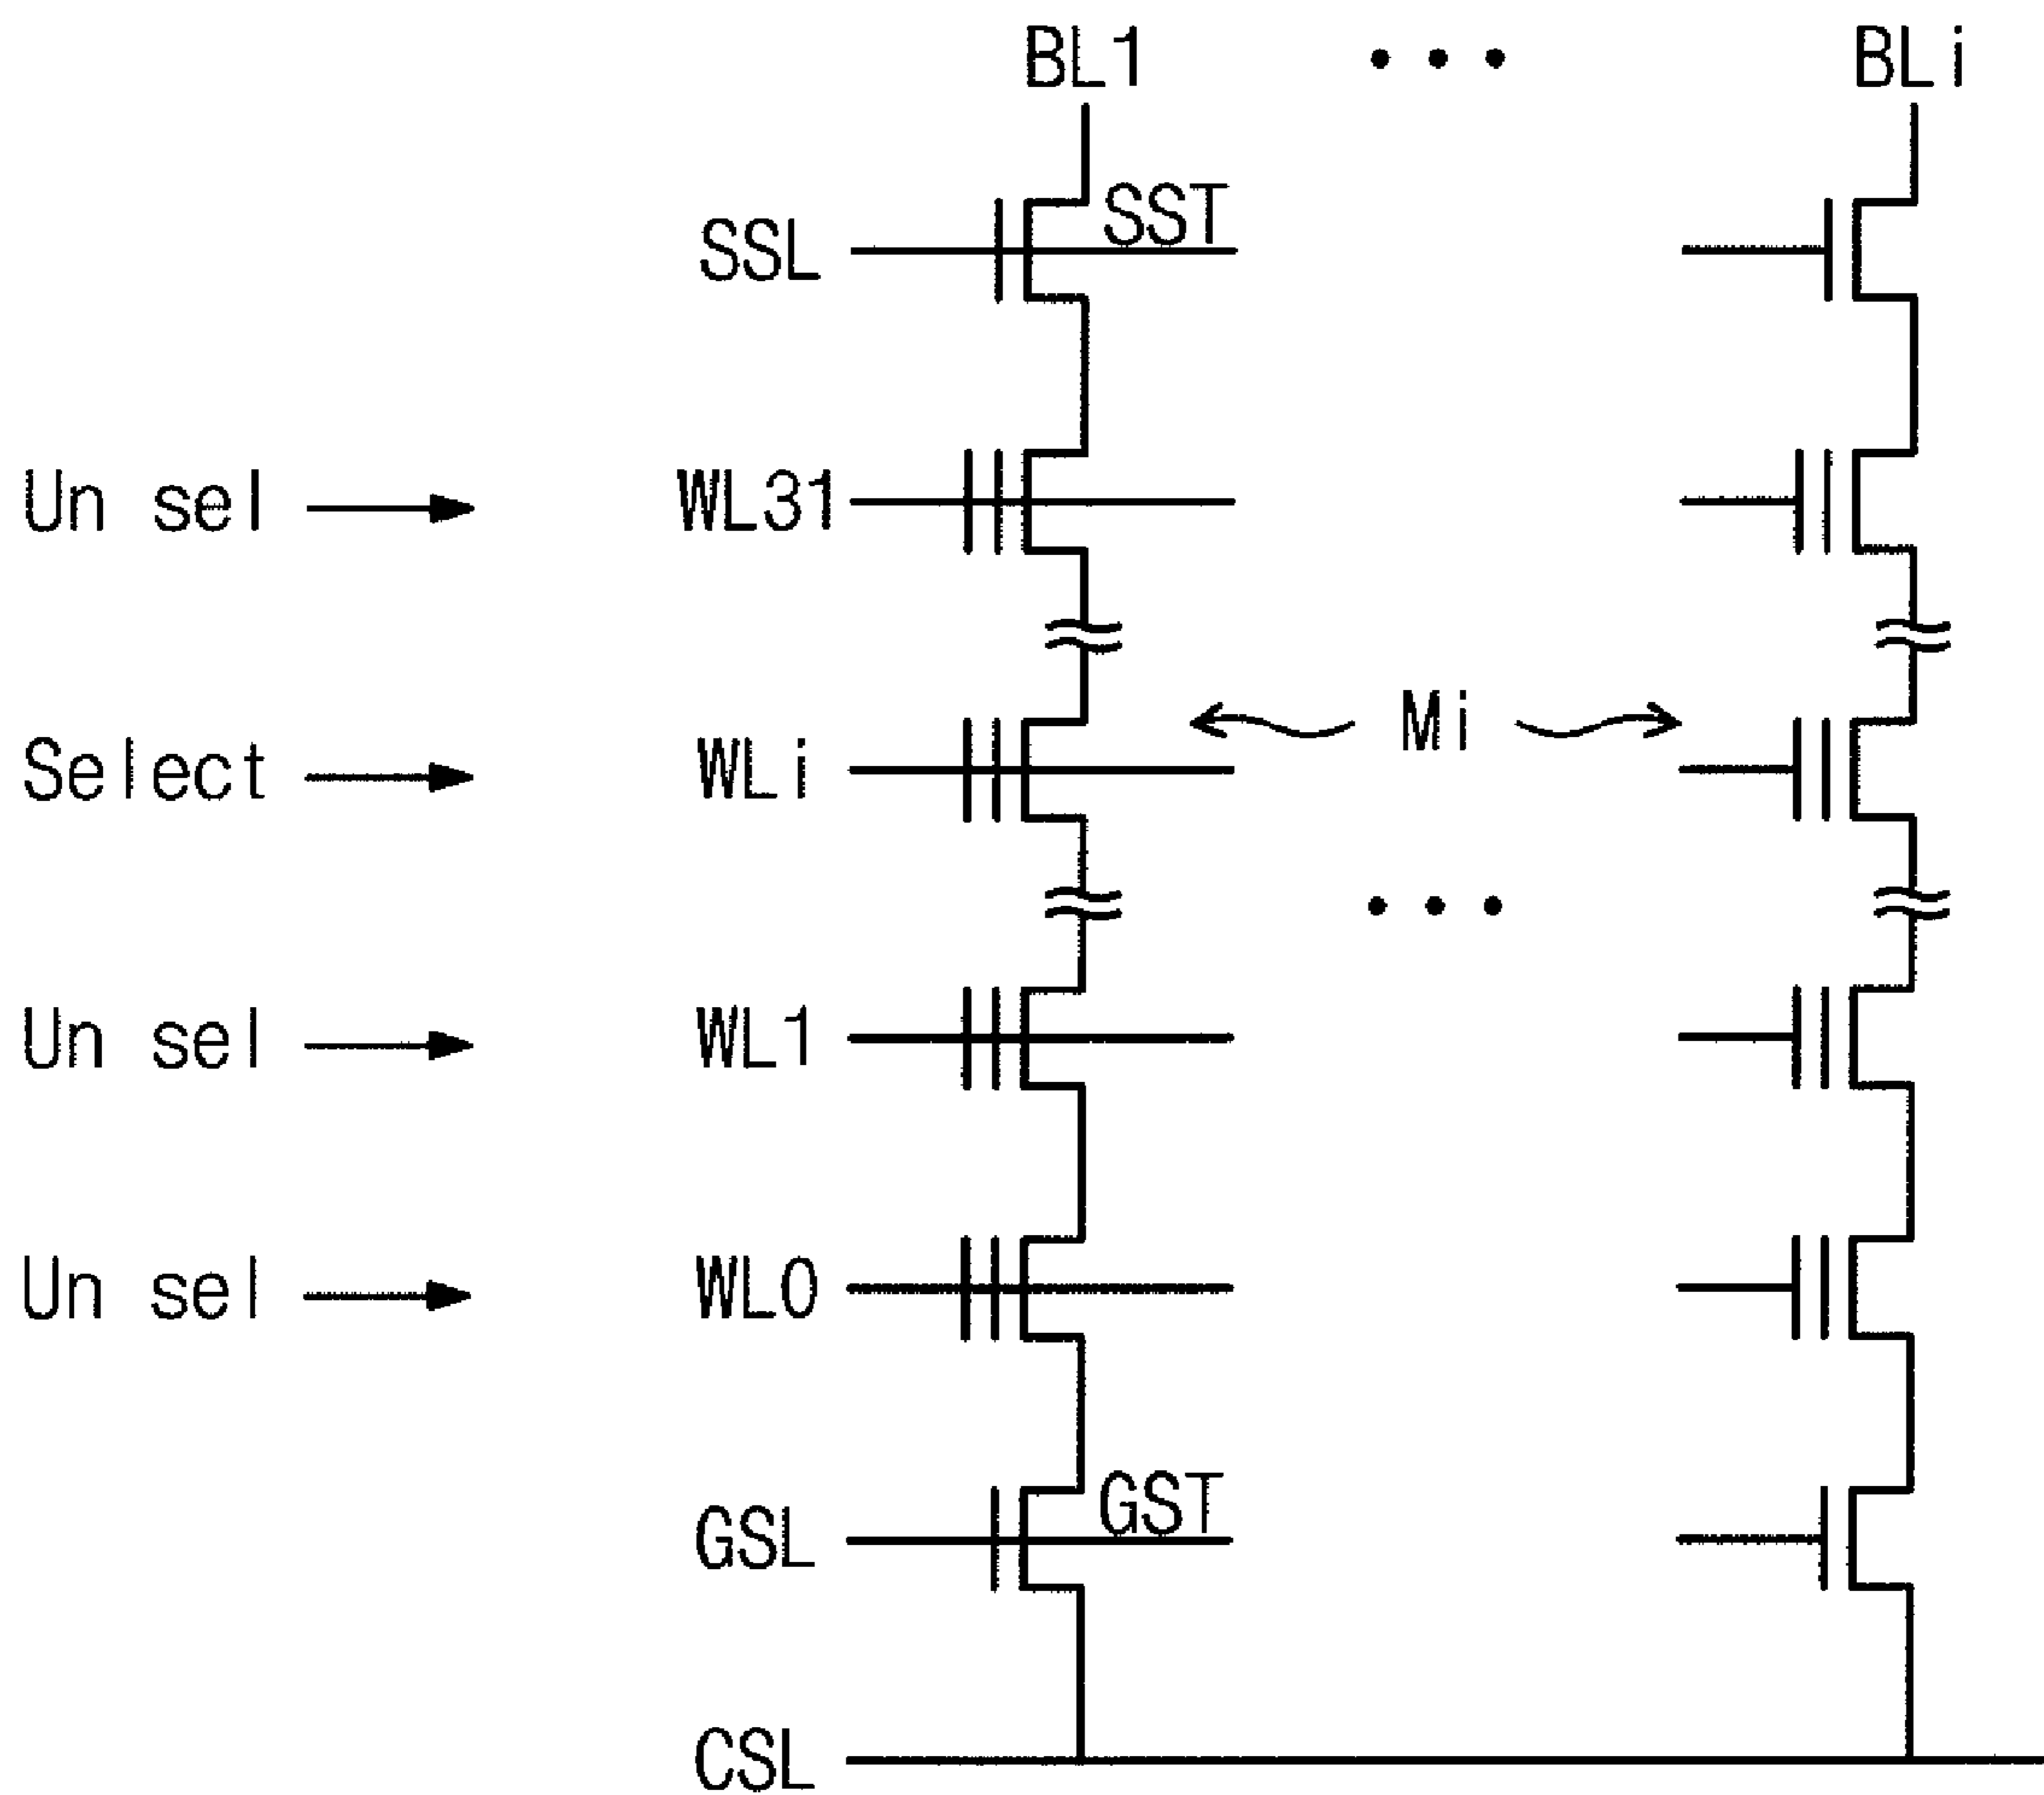 BL1 • • • BLi
SSL SST
Un sel WL31
Mi
Select WLi
• • •
Un sel WL1
Un sel WL0
GSL GST
CSL